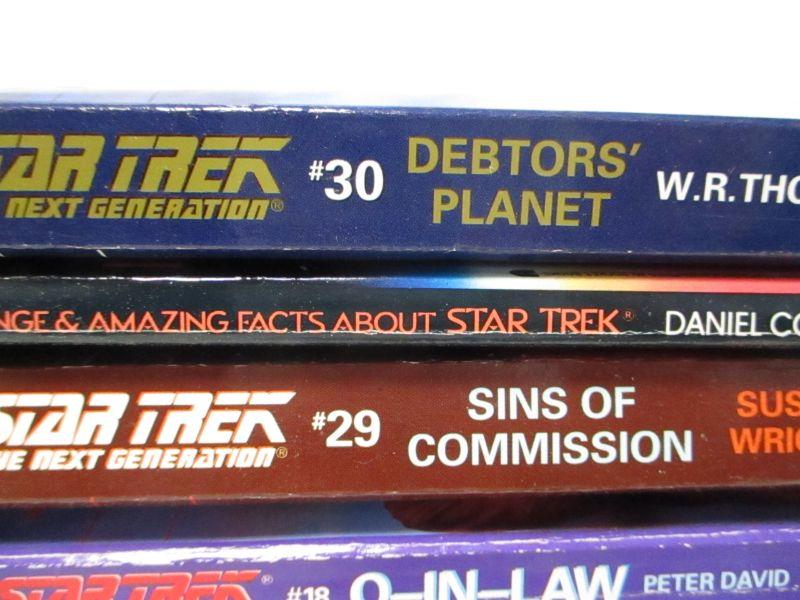 STAR TREK
NEXT GENERATION®
#30
DEBTORS'
PLANET
W.R.THO
NGE & AMAZING FACTS ABOUT STAR TREK® DANIEL CO
STAR TREK
HE NEXT GENERATION®
#29
SINS OF
COMMISSION
SUS
WRIG
STAR TREK®
#18
Q-IN-LAW
PETER DAVID